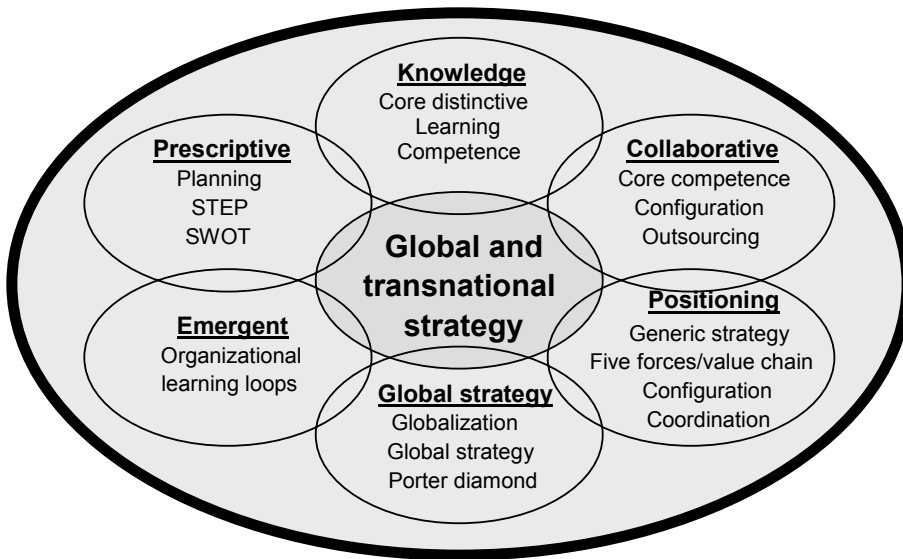 Knowledge
Core distinctive
Learning
Competence
Prescriptive
Planning
STEP
SWOT
Collaborative
Core competence
Configuration
Outsourcing
Global and
transnational
strategy
Emergent
Organizational
learning loops
Positioning
Generic strategy
Five forces/value chain
Configuration
Coordination
Global strategy
Globalization
Global strategy
Porter diamond